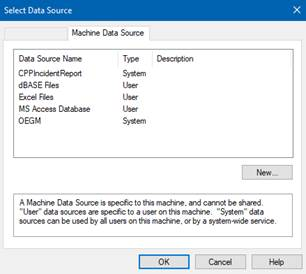 Select Data Source
Machine Data Source
Data Source Name Type Description
CPPIncidentReport System
dBASE Files User
Excel Files User
MS Access Database User
OEGM System
New...
A Machine Data Source is specific to this machine, and cannot be shared.
"User" data sources are specific to a user on this machine. "System" data
sources can be used by all users on this machine, or by a system-wide service.
OK Cancel Help